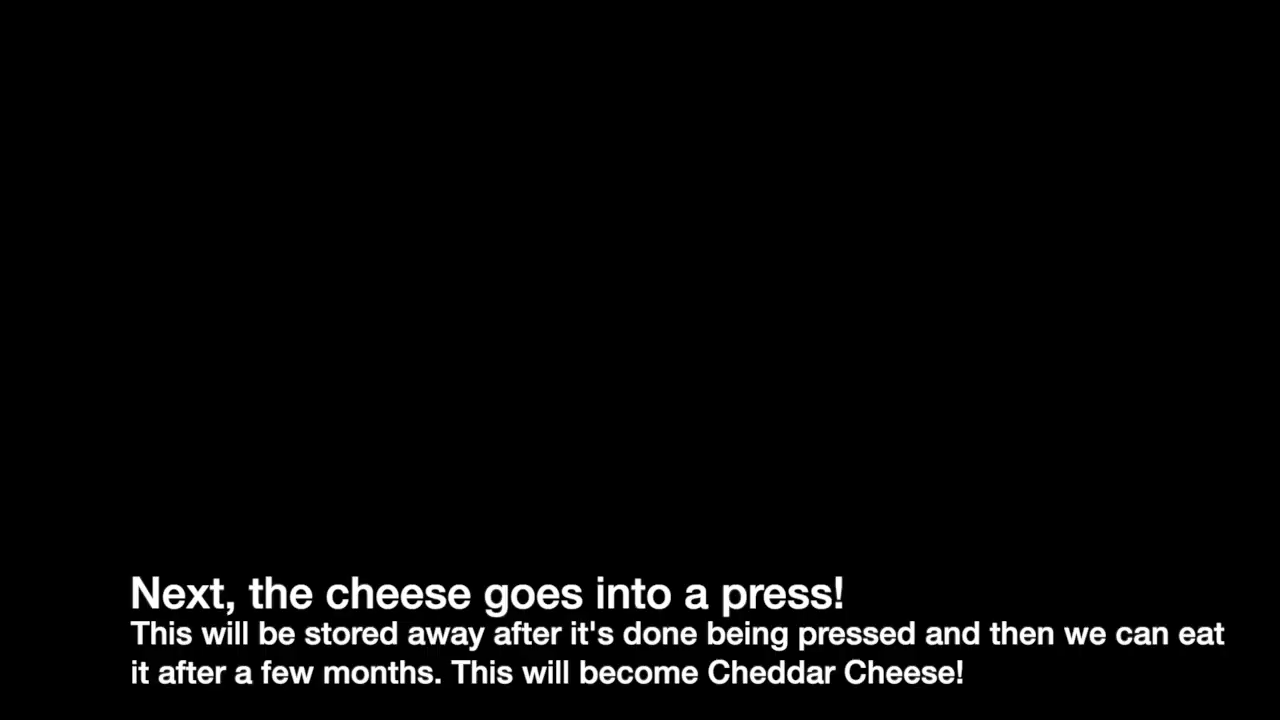 Next, the cheese goes into a press!
This will be stored away after it's done being pressed and then we can eat
it after a few months. This will become Cheddar Cheese!